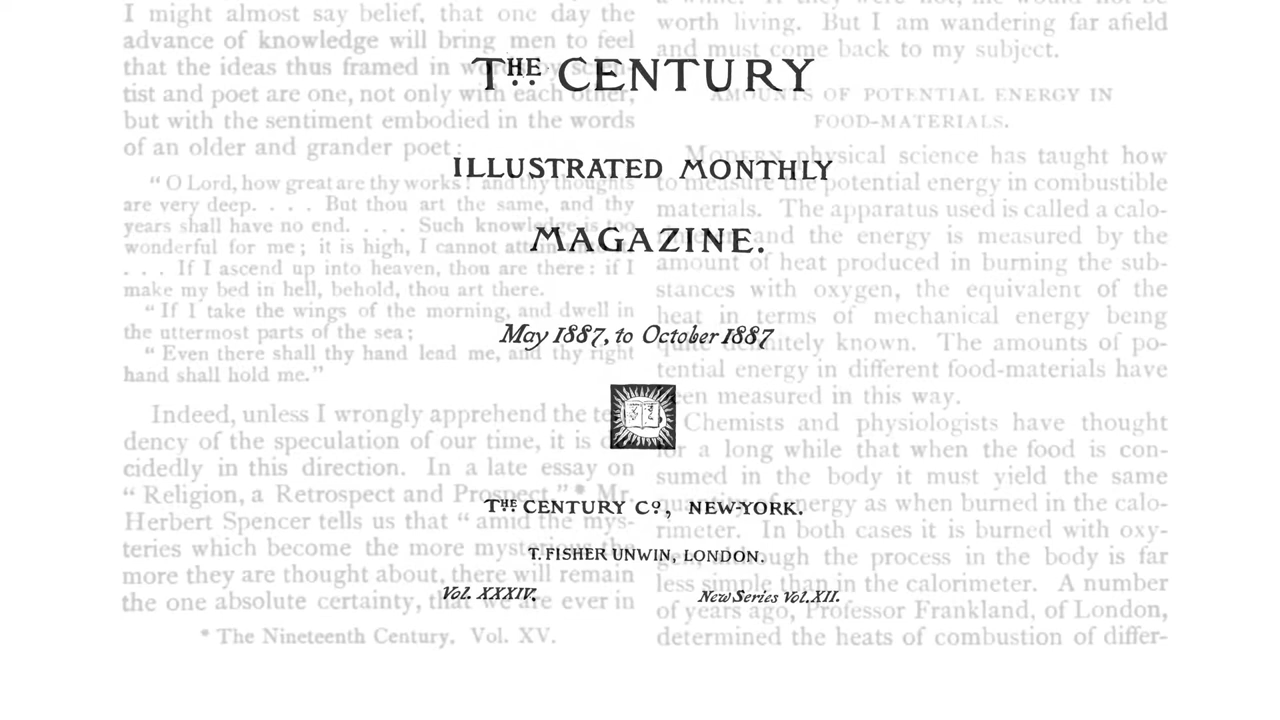 THE CENTURY
ILLUSTRATED MONTHLY
MAGAZINE.
May 1887, to October 1887
THE CENTURY Co, NEW-YORK.
T. FISHER UNWIN, LONDON.
Vol. XXXIV.
New Series Vol. XII.
I might almost say belief, that one day the
advance of knowledge will bring men to feel
that the ideas thus framed in words by scien-
tist and poet are one, not only with each other,
but with the sentiment embodied in the words
of an older and grander poet:
" O Lord, how great are thy works! and thy thoughts
are very deep. . . . But thou art the same, and thy
years shall have no end. . . . Such knowledge is too
wonderful for me; it is high, I cannot
. . . If I ascend up into heaven, thou are there: if I
make my bed in hell, behold, thou art there.
" If I take the wings of the morning, and dwell in
the uttermost parts of the sea;
" Even there shall thy hand lead me, and thy right
hand shall hold me."
Indeed, unless I wrongly apprehend the
dency of the speculation of our time, it is
cidedly in this direction. In a late essay on
" Religion, a Retrospect and Prospect," * Mr.
Herbert Spencer tells us that " amid the mys-
teries which become the more mysterious the
more they are thought about, there will remain
the one absolute certainty, that we are ever in
* The Nineteenth Century, Vol. XV.
worth living. But I am wandering far afield
and must come back to my subject.
AMOUNTS OF POTENTIAL ENERGY IN
FOOD-MATERIALS.
MODERN physical science has taught how
to measure the potential energy in combustible
materials. The apparatus used is called a calo-
and the energy is measured by the
amount of heat produced in burning the sub-
stances with oxygen, the equivalent of the
heat in terms of mechanical energy being
quite definitely known. The amounts of po-
tential energy in different food-materials have
been measured in this way.
Chemists and physiologists have thought
for a long while that when the food is con-
sumed in the body it must yield the same
quantity of energy as when burned in the calo-
rimeter. In both cases it is burned with oxy-
gen, though the process in the body is far
less simple than in the calorimeter. A number
of years ago, Professor Frankland, of London,
determined the heats of combustion of differ-